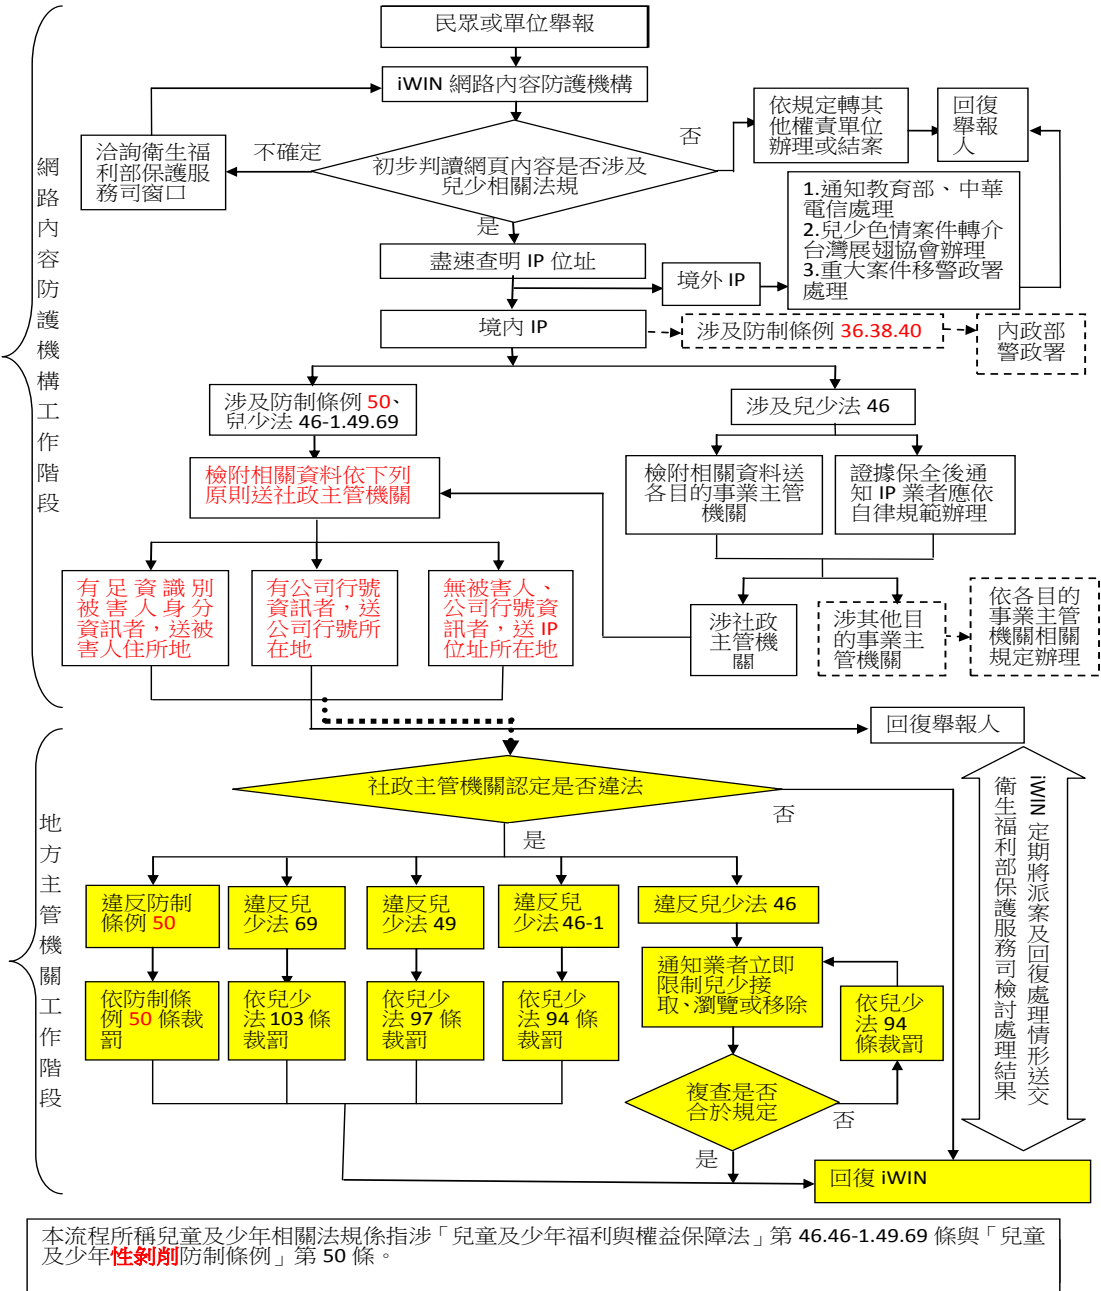 民眾或單位舉報
iWIN 網路內容防護機構
洽詢衛生福
利部保護服
務司窗口
不確定
初步判讀網頁內容是否涉及
兒少相關法規
否
依規定轉其
他權責單位
辦理或結案
回復
舉報
人
是
盡速查明 IP 位址
境外 IP
1.通知教育部、中華
電信處理
2.兒少色情案件轉介
台灣展翅協會辦理
3.重大案件移警政署
處理
境內 IP
涉及防制條例 36.38.40
內政部
警政署
網路內容防護機構工作階段
涉及防制條例 50、
兒少法 46-1.49.69
涉及兒少法 46
檢附相關資料依下列
原則送社政主管機關
檢附相關資料送
各目的事業主管
機關
證據保全後通
知 IP 業者應依
自律規範辦理
有足資識別
被害人身分
資訊者，送被
害人住所地
有公司行號
資訊者，送
公司行號所
在地
無被害人、
公司行號資
訊者，送 IP
位址所在地
涉社政
主管機
關
涉其他目
的事業主
管機關
依各目的
事業主管
機關相關
規定辦理
回復舉報人
社政主管機關認定是否違法
否
是
地方主管機關工作階段
違反防制
條例 50
違反兒
少法 69
違反兒
少法 49
違反兒
少法 46-1
違反兒少法 46
依防制條
例 50 條裁
罰
依兒少
法 103 條
裁罰
依兒少
法 97 條
裁罰
依兒少
法 94 條
裁罰
通知業者立即
限制兒少接
取、瀏覽或移除
依兒少
法 94
條裁罰
複查是否
合於規定
否
是
回復 iWIN
iWIN 定期將派案及回復處理情形送交
衛生福利部保護服務司檢討處理結果
本流程所稱兒童及少年相關法規係指涉「兒童及少年福利與權益保障法」第 46.46-1.49.69 條與「兒童
及少年性剝削防制條例」第 50 條。